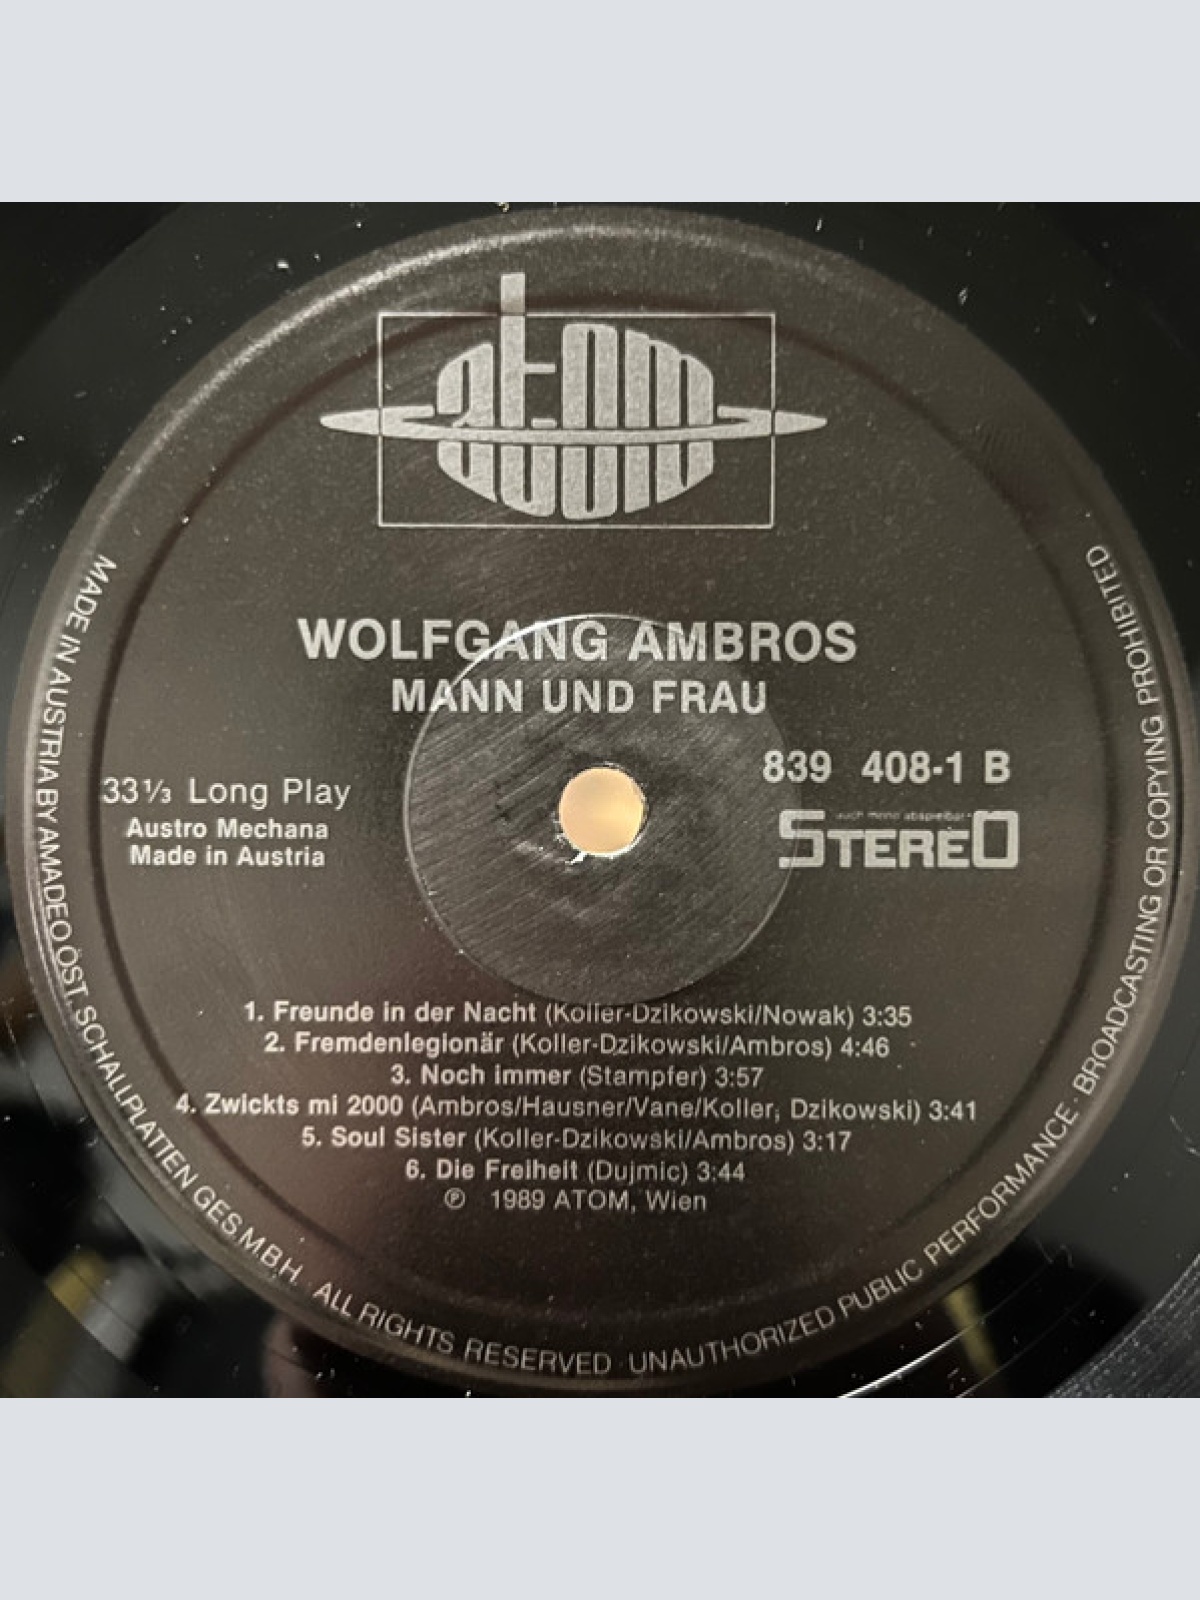 atom
WOLFGANG AMBROS
MANN UND FRAU
33⅓ Long Play
Austro Mechana
Made in Austria
839 408-1 B
auch mono abspielbar
STEREO
1. Freunde in der Nacht (Koller-Dzikowski/Nowak) 3:35
2. Fremdenlegionär (Koller-Dzikowski/Ambros) 4:46
3. Noch immer (Stampfer) 3:57
4. Zwickts mi 2000 (Ambros/Hausner/Vane/Koller, Dzikowski) 3:41
5. Soul Sister (Koller-Dzikowski/Ambros) 3:17
6. Die Freiheit (Dujmic) 3:44
℗ 1989 ATOM, Wien
MADE IN AUSTRIA BY AMADEO ÖST. SCHALLPLATTEN GES.M.B.H. · ALL RIGHTS RESERVED · UNAUTHORIZED PUBLIC PERFORMANCE · BROADCASTING OR COPYING PROHIBITED